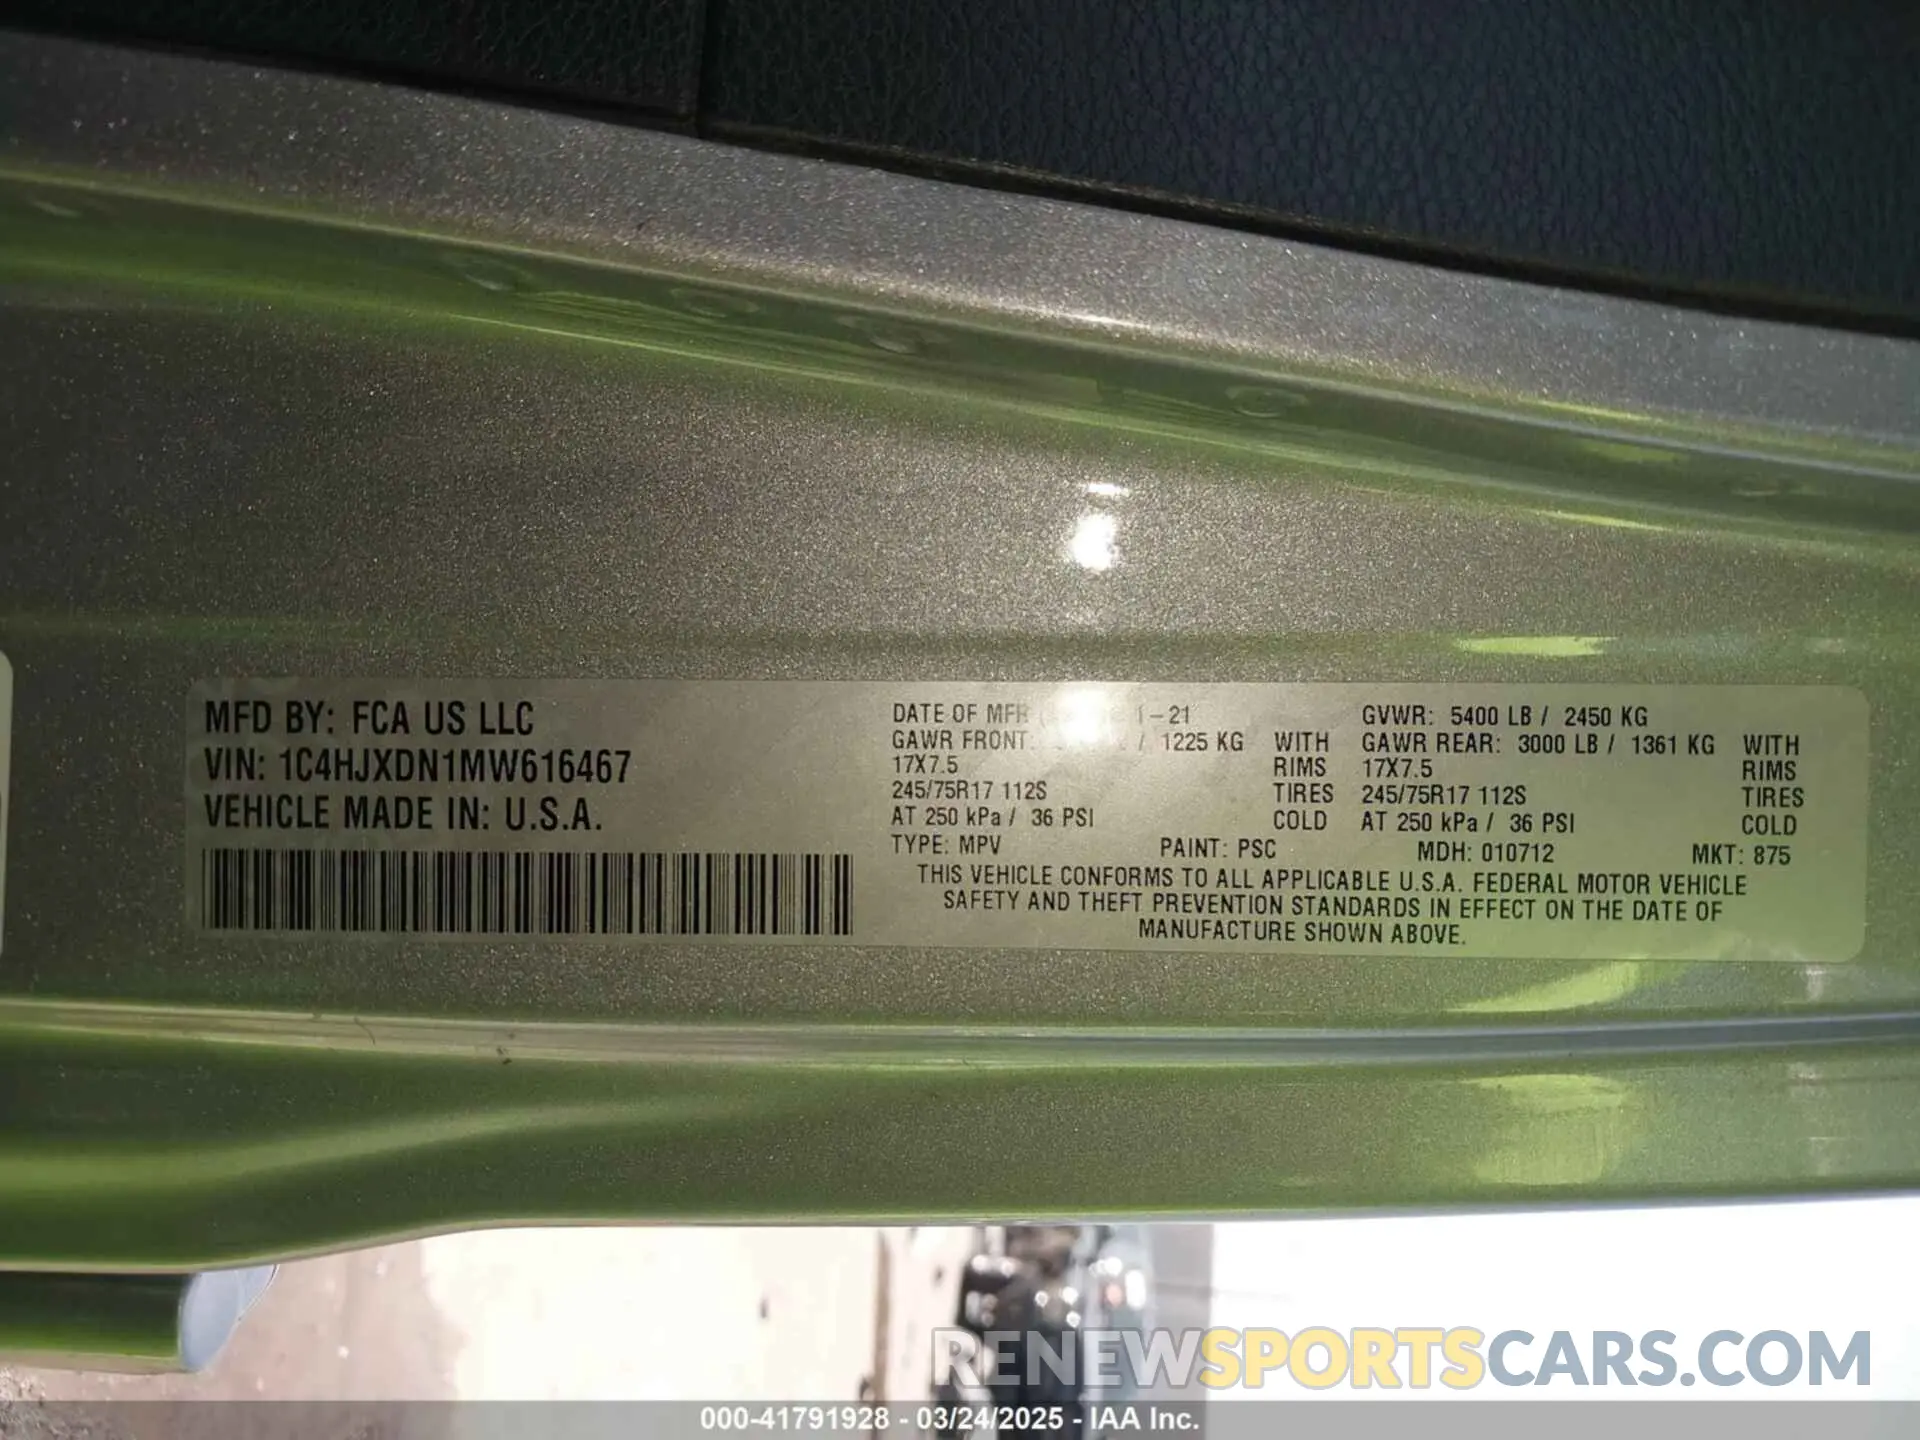 MFD BY: FCA US LLC
VIN: 1C4HJXDN1MW616467
VEHICLE MADE IN: U.S.A.
DATE OF MFR 1-21 GVWR: 5400 LB / 2450 KG
GAWR FRONT: / 1225 KG WITH GAWR REAR: 3000 LB / 1361 KG WITH
17X7.5 RIMS 17X7.5 RIMS
245/75R17 112S TIRES 245/75R17 112S TIRES
AT 250 kPa / 36 PSI COLD AT 250 kPa / 36 PSI COLD
TYPE: MPV PAINT: PSC MDH: 010712 MKT: 875
THIS VEHICLE CONFORMS TO ALL APPLICABLE U.S.A. FEDERAL MOTOR VEHICLE
SAFETY AND THEFT PREVENTION STANDARDS IN EFFECT ON THE DATE OF
MANUFACTURE SHOWN ABOVE.
RENEWSPORTSCARS.COM
000-41791928 - 03/24/2025 - IAA Inc.